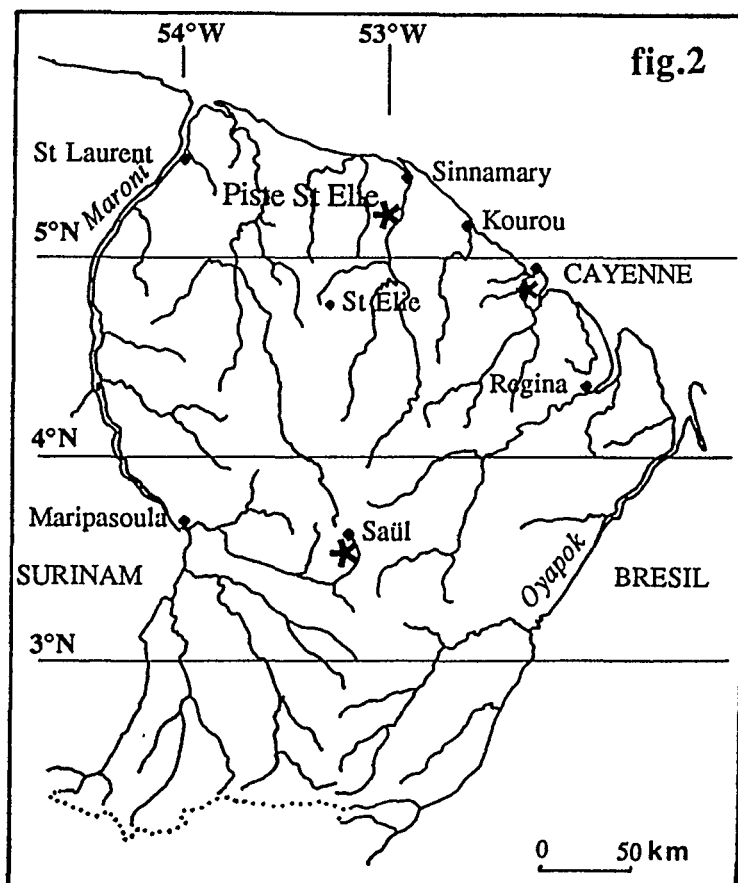 54°W
53°W
fig.2
St Laurent
Maroni
Sinnamary
Piste St Elie
Kourou
5°N
CAYENNE
St Elie
Regina
4°N
Maripasoula
Saül
SURINAM
Oyapok
BRESIL
3°N
0 50 km